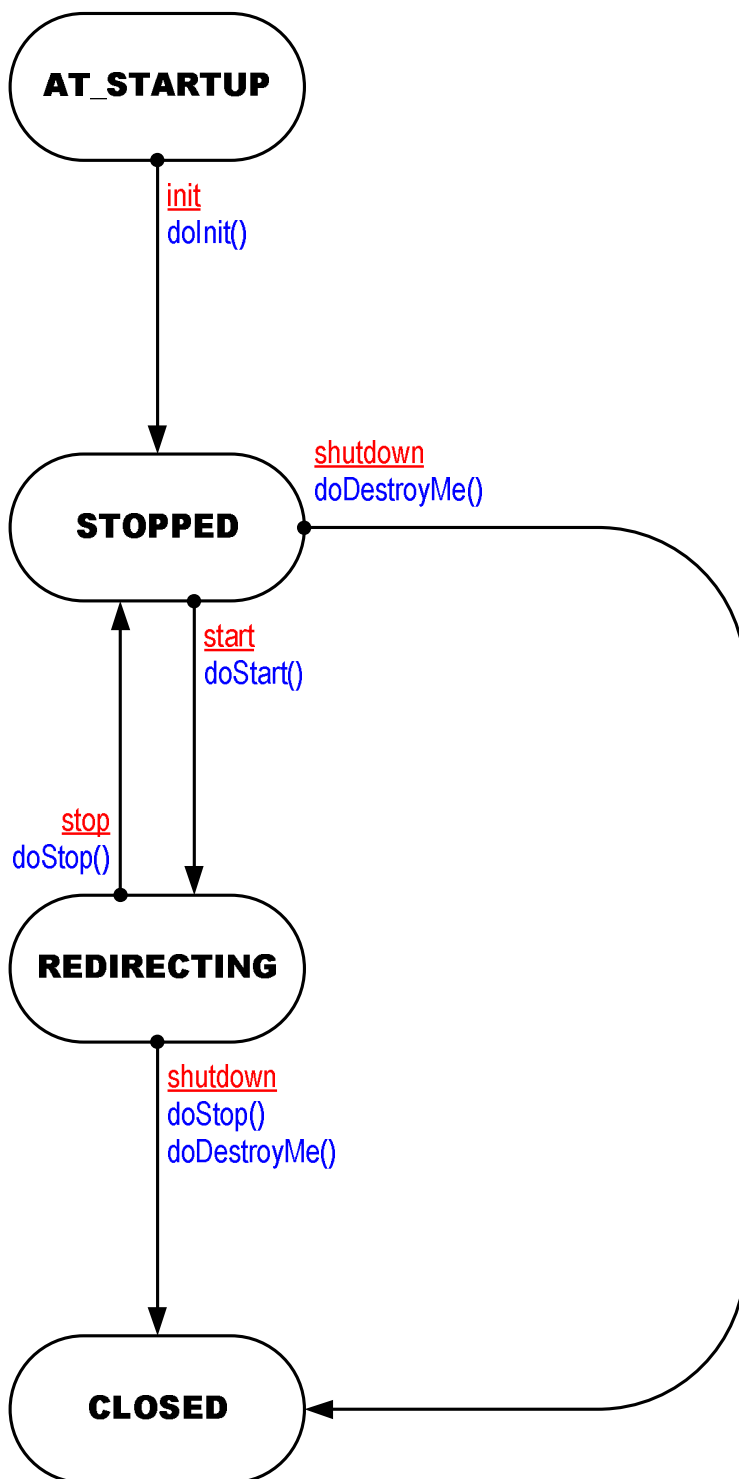 AT_STARTUP
init
doInit()
shutdown
doDestroyMe()
STOPPED
start
doStart()
stop
doStop()
REDIRECTING
shutdown
doStop()
doDestroyMe()
CLOSED